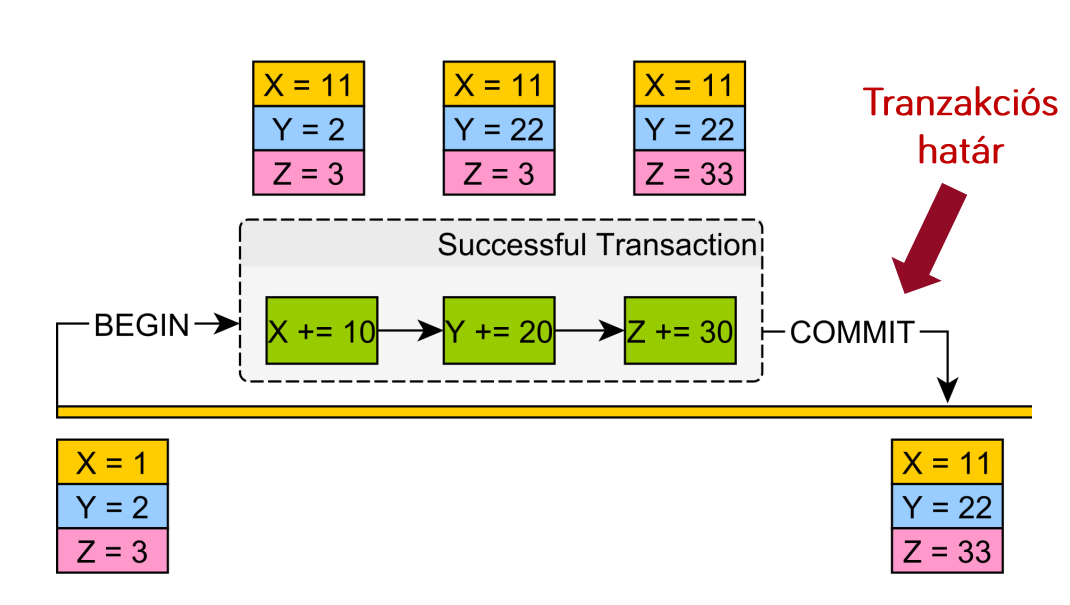 X = 11
Y = 2
Z = 3
X = 11
Y = 22
Z = 3
X = 11
Y = 22
Z = 33
Tranzakciós
határ
Successful Transaction
BEGIN
X += 10
Y += 20
Z += 30
COMMIT
X = 1
Y = 2
Z = 3
X = 11
Y = 22
Z = 33